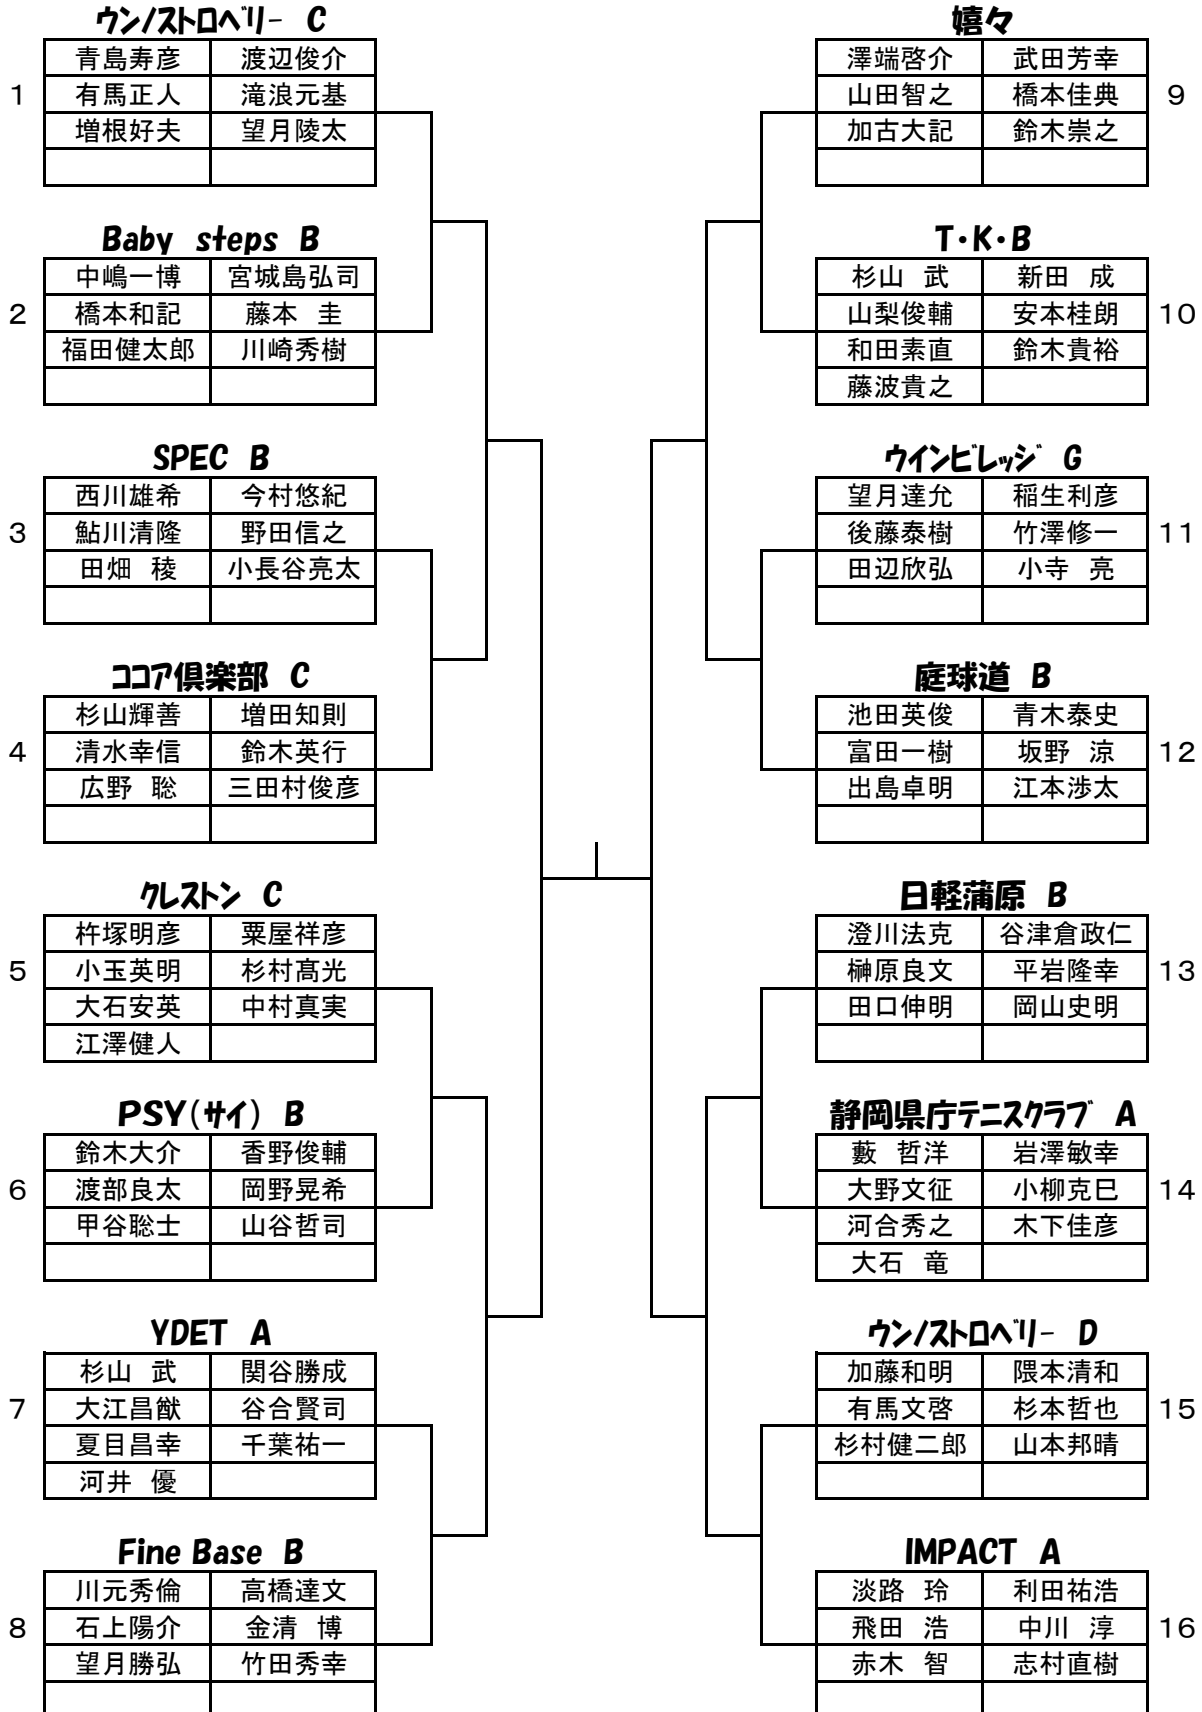 ウンノストロベリー C
青島寿彦 渡辺俊介
1 有馬正人 滝浪元基
増根好夫 望月陵太
Baby steps B
中嶋一博 宮城島弘司
2 橋本和記 藤本 圭
福田健太郎 川崎秀樹
SPEC B
西川雄希 今村悠紀
3 鮎川清隆 野田信之
田畑 稜 小長谷亮太
ココア倶楽部 C
杉山輝善 増田知則
4 清水幸信 鈴木英行
広野 聡 三田村俊彦
クレストン C
杵塚明彦 粟屋祥彦
5 小玉英明 杉村髙光
大石安英 中村真実
江澤健人
PSY(サイ) B
鈴木大介 香野俊輔
6 渡部良太 岡野晃希
甲谷聡士 山谷哲司
YDET A
杉山 武 関谷勝成
7 大江昌猷 谷合賢司
夏目昌幸 千葉祐一
河井 優
Fine Base B
川元秀倫 高橋達文
8 石上陽介 金清 博
望月勝弘 竹田秀幸
嬉々
澤端啓介 武田芳幸
山田智之 橋本佳典 9
加古大記 鈴木崇之
T・K・B
杉山 武 新田 成
山梨俊輔 安本桂朗 10
和田素直 鈴木貴裕
藤波貴之
ウインビレッジ G
望月達允 稲生利彦
後藤泰樹 竹澤修一 11
田辺欣弘 小寺 亮
庭球道 B
池田英俊 青木泰史
富田一樹 坂野 涼 12
出島卓明 江本渉太
日軽蒲原 B
澄川法克 谷津倉政仁
榊原良文 平岩隆幸 13
田口伸明 岡山史明
静岡県庁テニスクラブ A
藪 哲洋 岩澤敏幸
大野文征 小柳克巳 14
河合秀之 木下佳彦
大石 竜
ウンノストロベリー D
加藤和明 隈本清和
有馬文啓 杉本哲也 15
杉村健二郎 山本邦晴
IMPACT A
淡路 玲 利田祐浩
飛田 浩 中川 淳 16
赤木 智 志村直樹